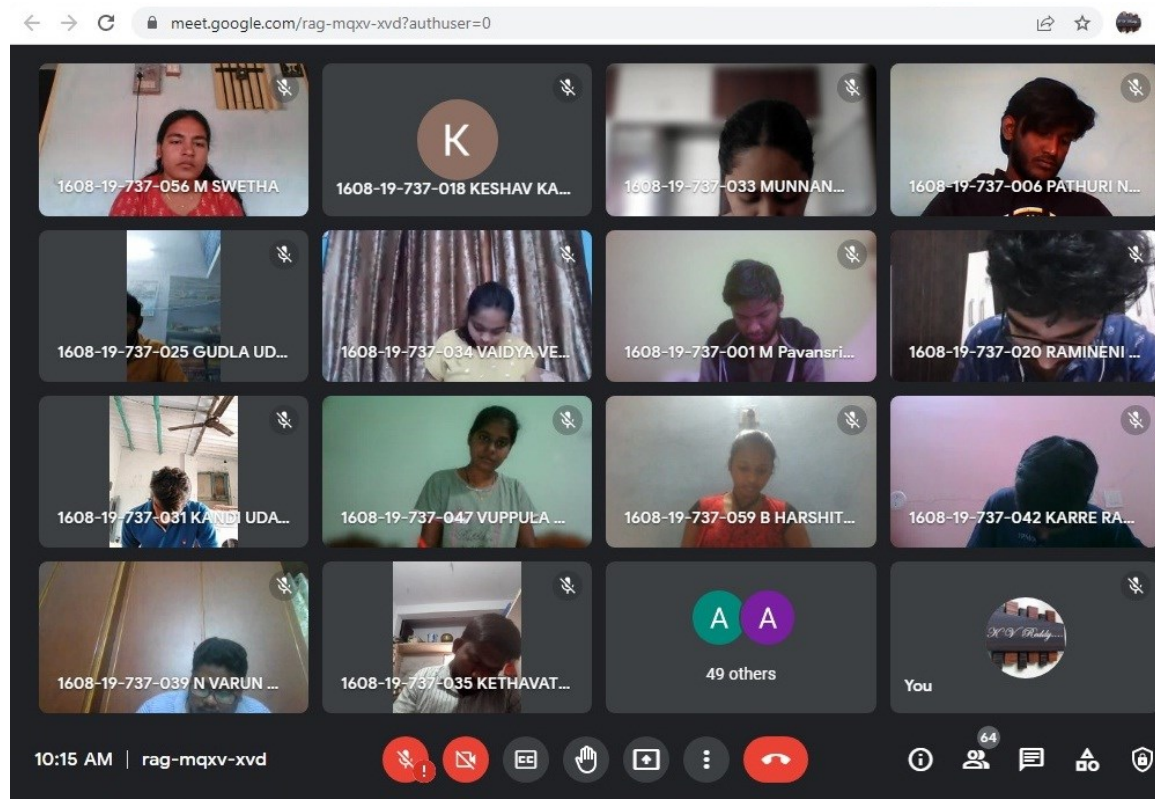 meet.google.com/rag-mqxv-xvd?authuser=0
1608-19-737-056 M SWETHA
K
1608-19-737-018 KESHAV KA...
1608-19-737-033 MUNNAN...
1608-19-737-006 PATHURI N...
1608-19-737-025 GUDLA UD...
1608-19-737-034 VAIDYA VE...
1608-19-737-001 M Pavansri...
1608-19-737-020 RAMINENI ...
1608-19-737-031 KANDI UDA...
1608-19-737-047 VUPPULA ...
1608-19-737-059 B HARSHIT...
1608-19-737-042 KARRE RA...
1608-19-737-039 N VARUN ...
1608-19-737-035 KETHAVAT...
A A
49 others
K V Reddy....
You
10:15 AM | rag-mqxv-xvd
CC
64